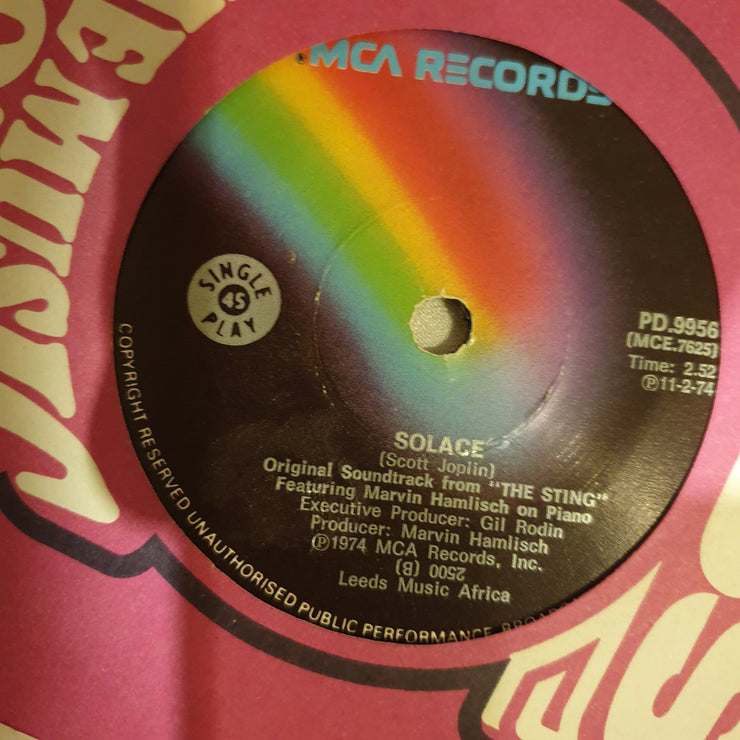 MCA RECORDS
SINGLE
45
PLAY
PD.9956
(MCE.7625)
Time: 2.52
℗11-2-74
SOLACE
(Scott Joplin)
Original Soundtrack from "THE STING"
Featuring Marvin Hamlisch on Piano
Executive Producer: Gil Rodin
Producer: Marvin Hamlisch
℗1974 MCA Records, Inc.
2500 (B)
Leeds Music Africa
COPYRIGHT RESERVED UNAUTHORISED PUBLIC PERFORMANCE